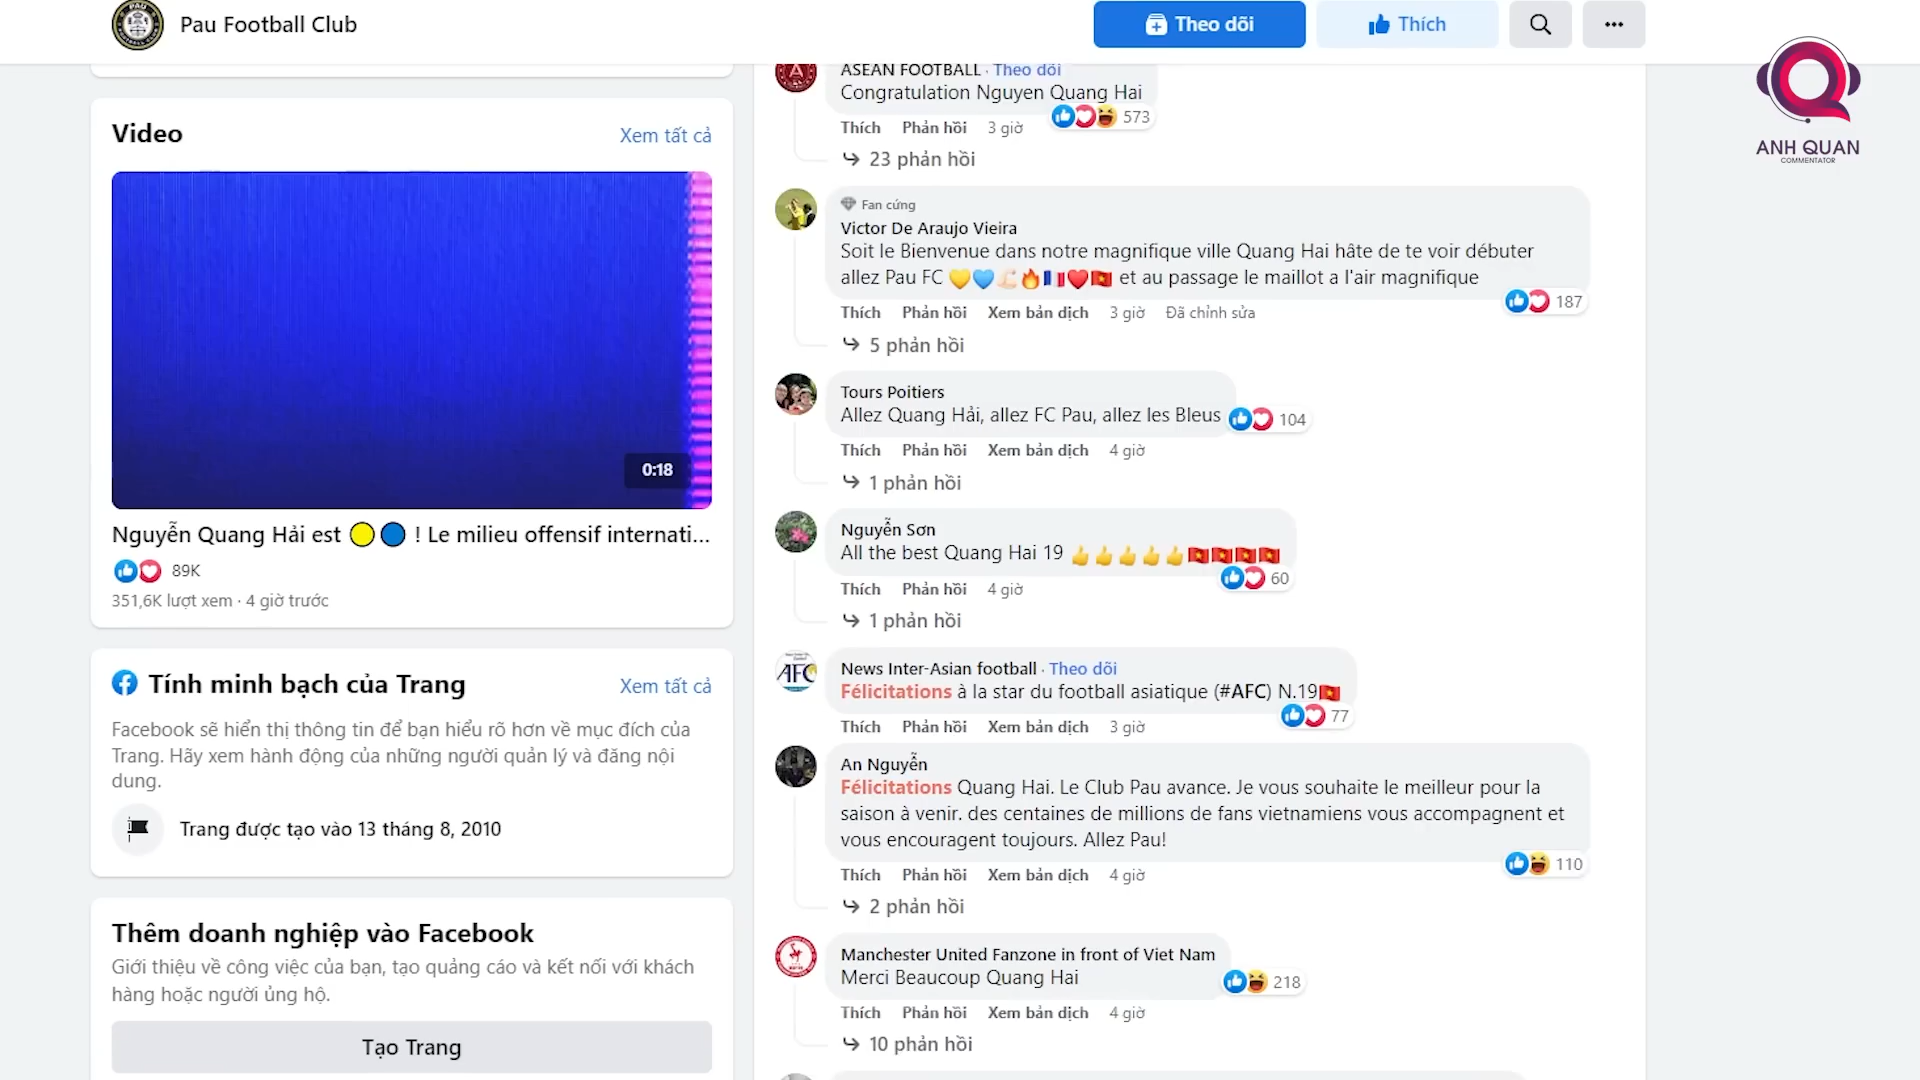 Pau Football Club
Theo dõi
Thích
ANH QUAN
COMMENTATOR
Video
Xem tất cả
0:18
Nguyễn Quang Hải est 🟡🔵 ! Le milieu offensif internati...
89K
351,6K lượt xem · 4 giờ trước
Tính minh bạch của Trang
Xem tất cả
Facebook sẽ hiển thị thông tin để bạn hiểu rõ hơn về mục đích của
Trang. Hãy xem hành động của những người quản lý và đăng nội
dung.
Trang được tạo vào 13 tháng 8, 2010
Thêm doanh nghiệp vào Facebook
Giới thiệu về công việc của bạn, tạo quảng cáo và kết nối với khách
hàng hoặc người ủng hộ.
Tạo Trang
ASEAN FOOTBALL · Theo dõi
Congratulation Nguyen Quang Hai
573
Thích Phản hồi 3 giờ
23 phản hồi
Fan cứng
Victor De Araujo Vieira
Soit le Bienvenue dans notre magnifique ville Quang Hai hâte de te voir débuter
allez Pau FC 💛💙💪🏻🔥🇫🇷❤️🇻🇳 et au passage le maillot a l'air magnifique
187
Thích Phản hồi Xem bản dịch 3 giờ Đã chỉnh sửa
5 phản hồi
Tours Poitiers
Allez Quang Hải, allez FC Pau, allez les Bleus
104
Thích Phản hồi Xem bản dịch 4 giờ
1 phản hồi
Nguyễn Sơn
All the best Quang Hai 19 👍👍👍👍👍🇻🇳🇻🇳🇻🇳🇻🇳
60
Thích Phản hồi 4 giờ
1 phản hồi
AFC
News Inter-Asian football · Theo dõi
Félicitations à la star du football asiatique (#AFC) N.19🇻🇳
77
Thích Phản hồi Xem bản dịch 3 giờ
An Nguyễn
Félicitations Quang Hai. Le Club Pau avance. Je vous souhaite le meilleur pour la
saison à venir. des centaines de millions de fans vietnamiens vous accompagnent et
vous encouragent toujours. Allez Pau!
110
Thích Phản hồi Xem bản dịch 4 giờ
2 phản hồi
Manchester United Fanzone in front of Viet Nam
Merci Beaucoup Quang Hai
218
Thích Phản hồi Xem bản dịch 4 giờ
10 phản hồi